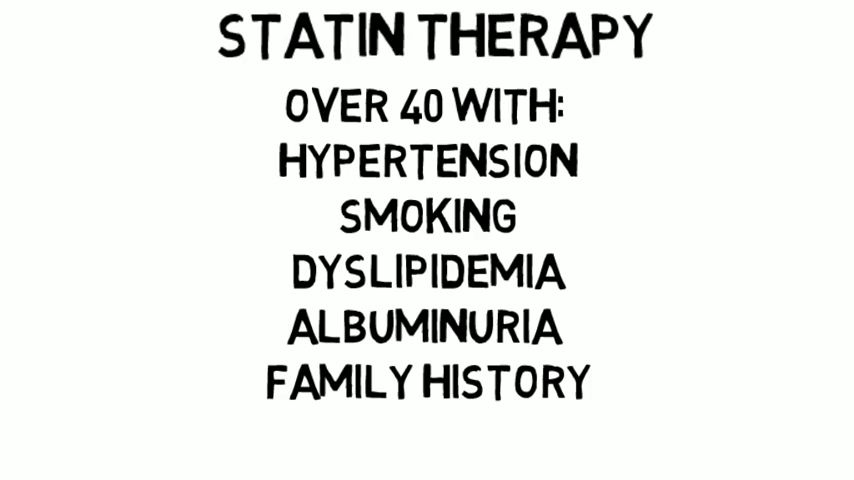 STATIN THERAPY
OVER 40 WITH:
HYPERTENSION
SMOKING
DYSLIPIDEMIA
ALBUMINURIA
FAMILY HISTORY